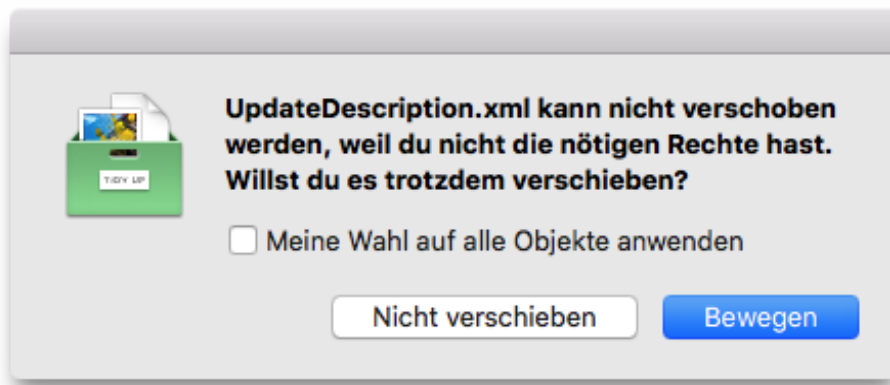 TIDY UP
UpdateDescription.xml kann nicht verschoben
werden, weil du nicht die nötigen Rechte hast.
Willst du es trotzdem verschieben?
Meine Wahl auf alle Objekte anwenden
Nicht verschieben
Bewegen